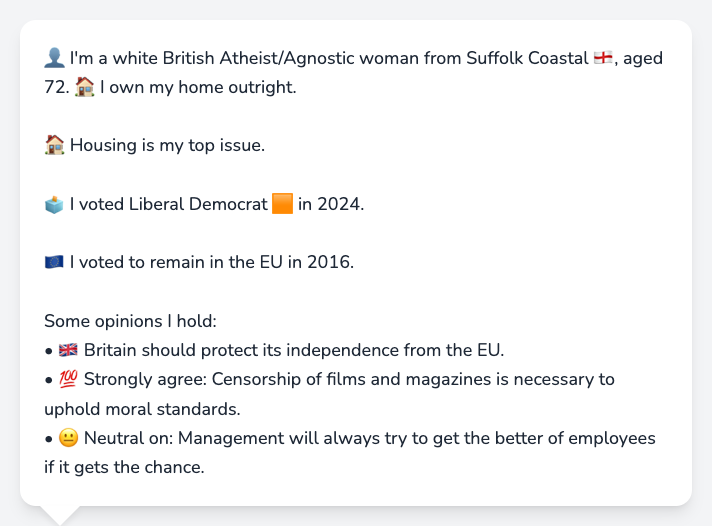 👤 I'm a white British Atheist/Agnostic woman from Suffolk Coastal 🏴󠁧󠁢󠁥󠁮󠁧󠁿, aged
72. 🏠 I own my home outright.
🏠 Housing is my top issue.
🗳️ I voted Liberal Democrat 🟧 in 2024.
🇪🇺 I voted to remain in the EU in 2016.
Some opinions I hold:
• 🇬🇧 Britain should protect its independence from the EU.
• 💯 Strongly agree: Censorship of films and magazines is necessary to
uphold moral standards.
• 😐 Neutral on: Management will always try to get the better of employees
if it gets the chance.